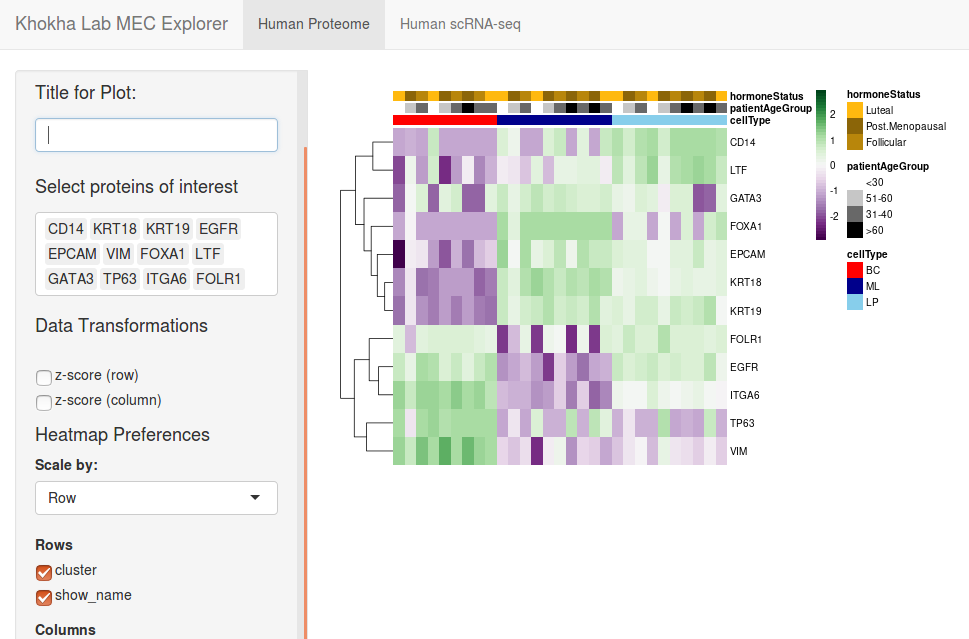 Khokha Lab MEC Explorer
Human Proteome
Human scRNA-seq
Title for Plot:
Select proteins of interest
CD14 KRT18 KRT19 EGFR
EPCAM VIM FOXA1 LTF
GATA3 TP63 ITGA6 FOLR1
Data Transformations
z-score (row)
z-score (column)
Heatmap Preferences
Scale by:
Row
Rows
cluster
show_name
Columns
hormoneStatus
patientAgeGroup
cellType
CD14
LTF
GATA3
FOXA1
EPCAM
KRT18
KRT19
FOLR1
EGFR
ITGA6
TP63
VIM
2
1
0
-1
-2
hormoneStatus
Luteal
Post.Menopausal
Follicular
patientAgeGroup
<30
51-60
31-40
>60
cellType
BC
ML
LP